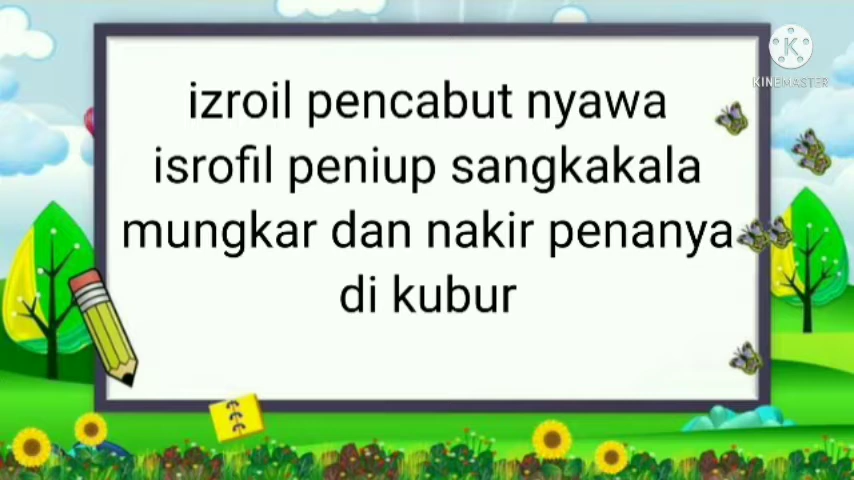 izroil pencabut nyawa
isrofil peniup sangkakala
mungkar dan nakir penanya
di kubur
K
KINEMASTER